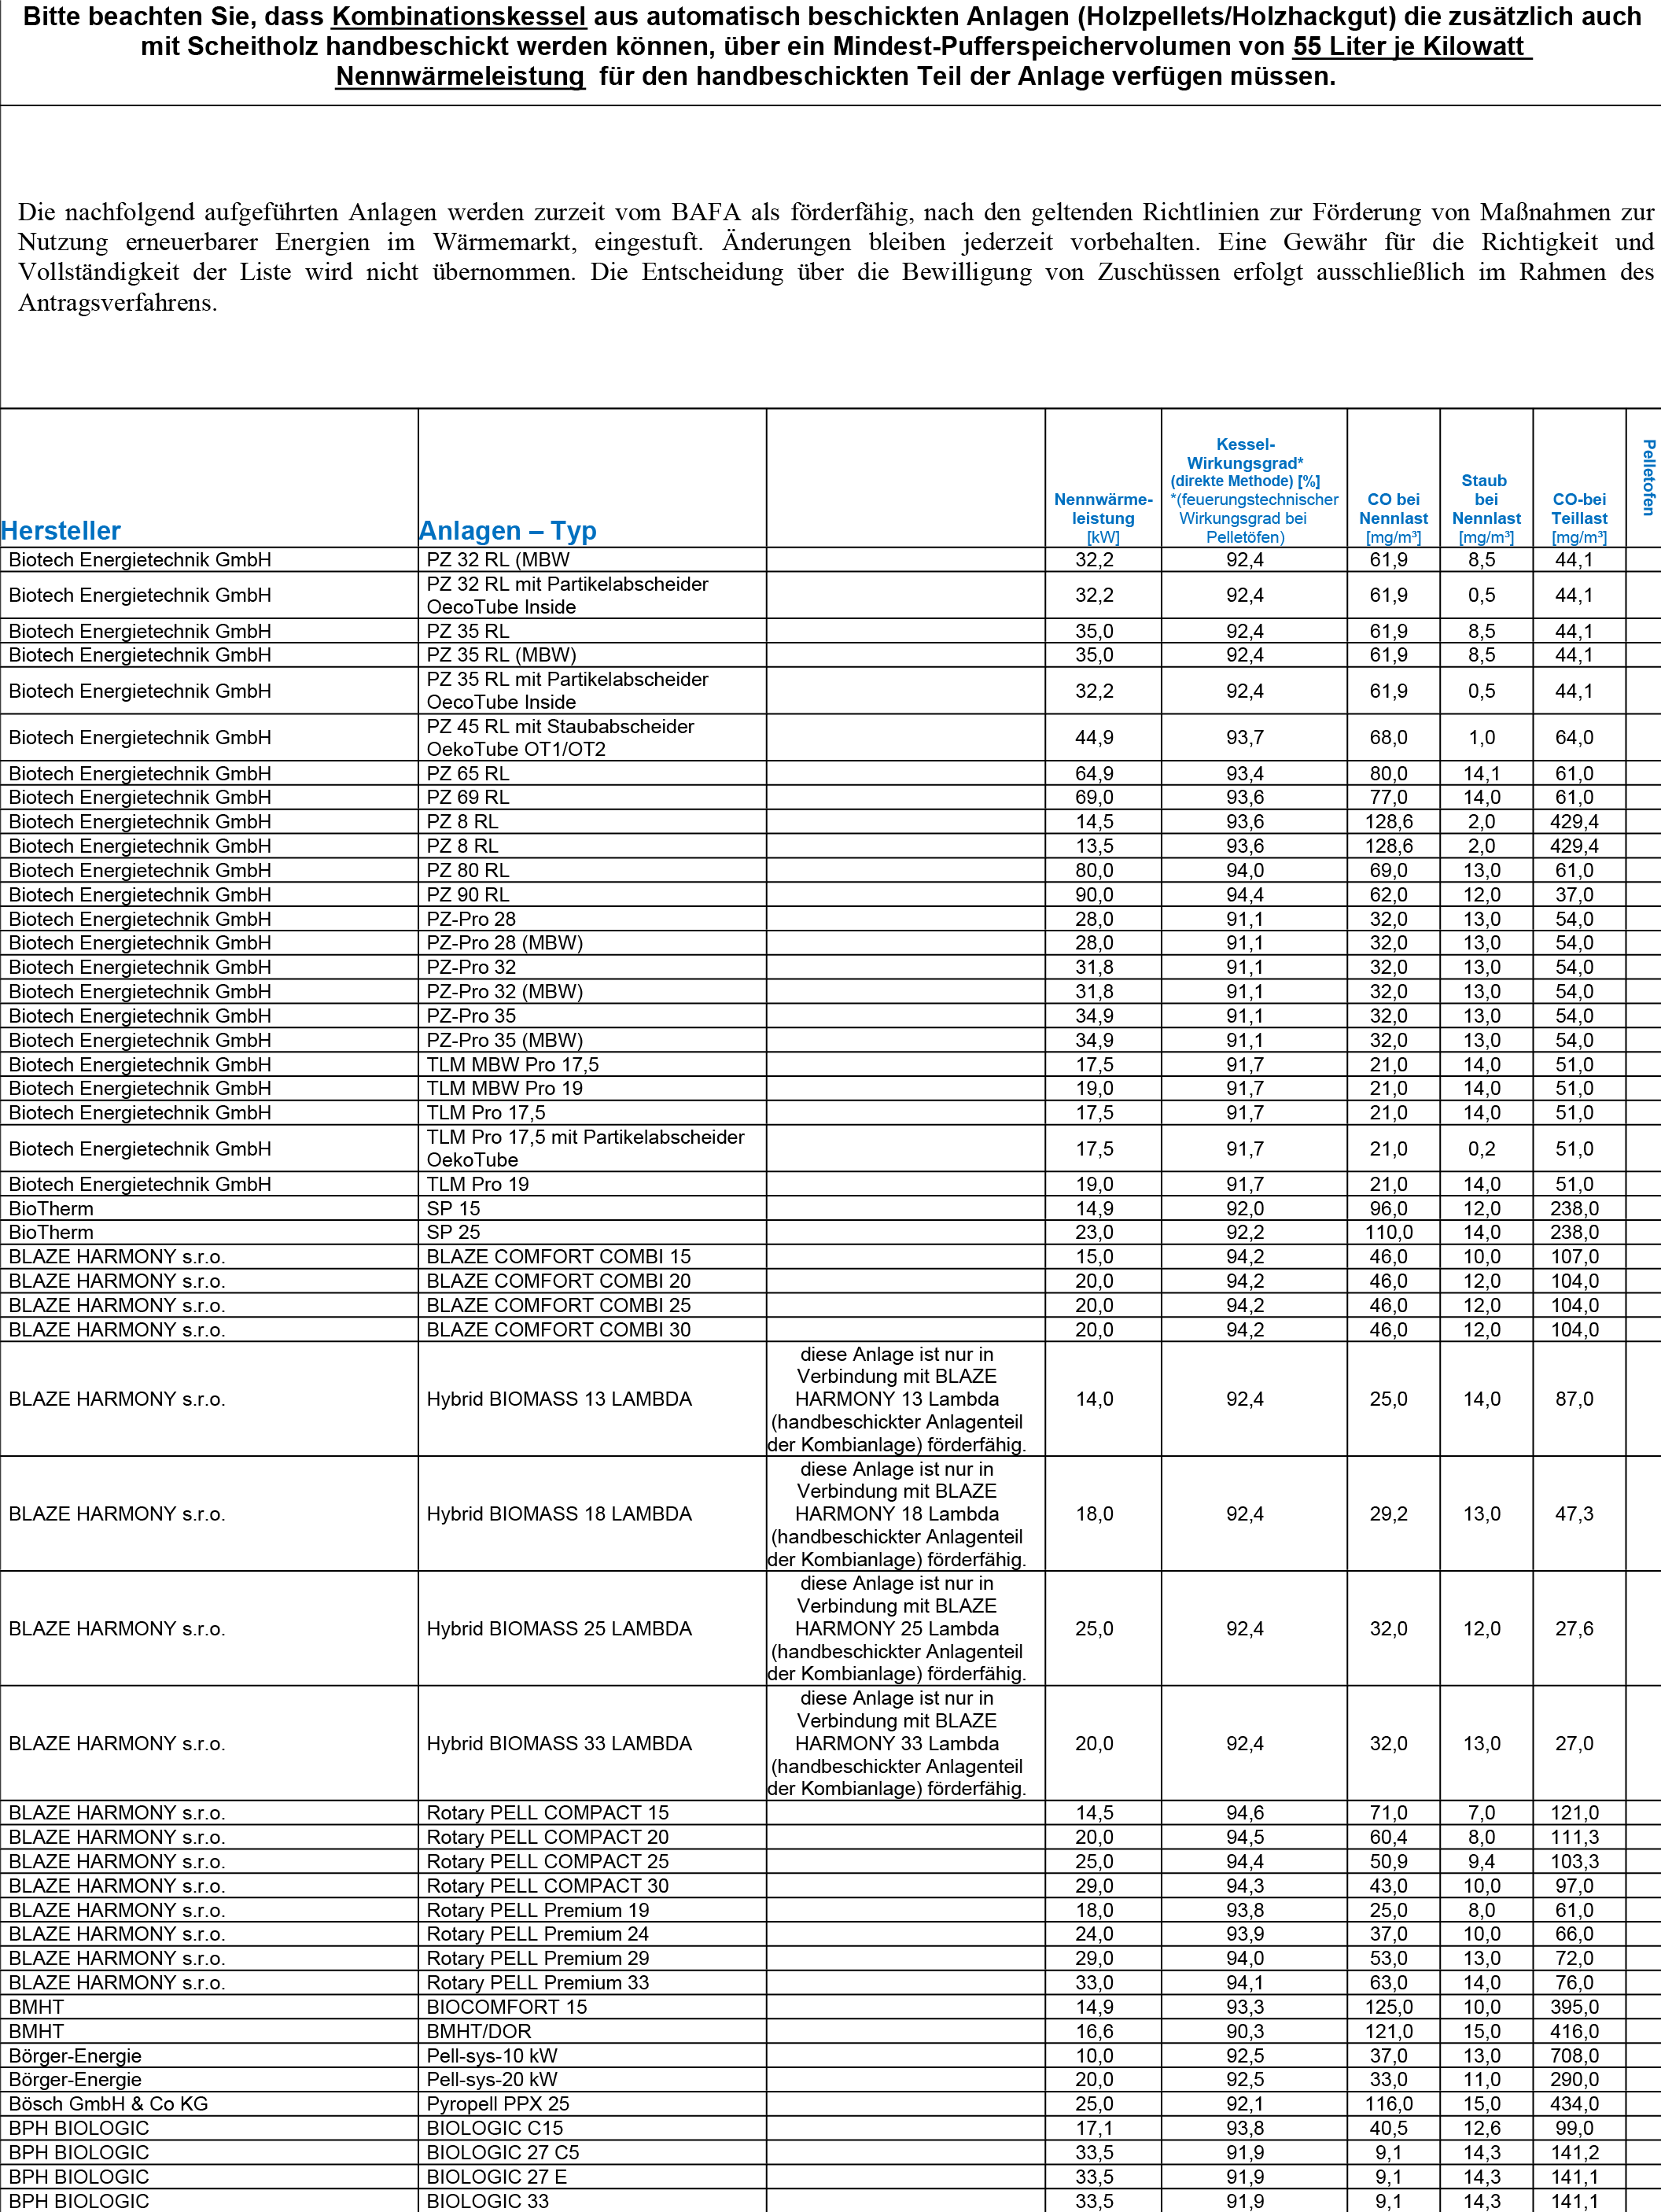 Bitte beachten Sie, dass Kombinationskessel aus automatisch beschickten Anlagen (Holzpellets/Holzhackgut) die zusätzlich auch
mit Scheitholz handbeschickt werden können, über ein Mindest-Pufferspeichervolumen von 55 Liter je Kilowatt
Nennwärmeleistung für den handbeschickten Teil der Anlage verfügen müssen.
Die nachfolgend aufgeführten Anlagen werden zurzeit vom BAFA als förderfähig, nach den geltenden Richtlinien zur Förderung von Maßnahmen zur
Nutzung erneuerbarer Energien im Wärmemarkt, eingestuft. Änderungen bleiben jederzeit vorbehalten. Eine Gewähr für die Richtigkeit und
Vollständigkeit der Liste wird nicht übernommen. Die Entscheidung über die Bewilligung von Zuschüssen erfolgt ausschließlich im Rahmen des
Antragsverfahrens.
Hersteller
Anlagen – Typ
Nennwärme-
leistung
[kW]
Kessel-
Wirkungsgrad*
(direkte Methode) [%]
*(feuerungstechnischer
Wirkungsgrad bei
Pelletöfen)
CO bei
Nennlast
[mg/m³]
Staub
bei
Nennlast
[mg/m³]
CO-bei
Teillast
[mg/m³]
Pelletofen
Biotech Energietechnik GmbH PZ 32 RL (MBW 32,2 92,4 61,9 8,5 44,1
Biotech Energietechnik GmbH PZ 32 RL mit Partikelabscheider
OecoTube Inside 32,2 92,4 61,9 0,5 44,1
Biotech Energietechnik GmbH PZ 35 RL 35,0 92,4 61,9 8,5 44,1
Biotech Energietechnik GmbH PZ 35 RL (MBW) 35,0 92,4 61,9 8,5 44,1
Biotech Energietechnik GmbH PZ 35 RL mit Partikelabscheider
OecoTube Inside 32,2 92,4 61,9 0,5 44,1
Biotech Energietechnik GmbH PZ 45 RL mit Staubabscheider
OekoTube OT1/OT2 44,9 93,7 68,0 1,0 64,0
Biotech Energietechnik GmbH PZ 65 RL 64,9 93,4 80,0 14,1 61,0
Biotech Energietechnik GmbH PZ 69 RL 69,0 93,6 77,0 14,0 61,0
Biotech Energietechnik GmbH PZ 8 RL 14,5 93,6 128,6 2,0 429,4
Biotech Energietechnik GmbH PZ 8 RL 13,5 93,6 128,6 2,0 429,4
Biotech Energietechnik GmbH PZ 80 RL 80,0 94,0 69,0 13,0 61,0
Biotech Energietechnik GmbH PZ 90 RL 90,0 94,4 62,0 12,0 37,0
Biotech Energietechnik GmbH PZ-Pro 28 28,0 91,1 32,0 13,0 54,0
Biotech Energietechnik GmbH PZ-Pro 28 (MBW) 28,0 91,1 32,0 13,0 54,0
Biotech Energietechnik GmbH PZ-Pro 32 31,8 91,1 32,0 13,0 54,0
Biotech Energietechnik GmbH PZ-Pro 32 (MBW) 31,8 91,1 32,0 13,0 54,0
Biotech Energietechnik GmbH PZ-Pro 35 34,9 91,1 32,0 13,0 54,0
Biotech Energietechnik GmbH PZ-Pro 35 (MBW) 34,9 91,1 32,0 13,0 54,0
Biotech Energietechnik GmbH TLM MBW Pro 17,5 17,5 91,7 21,0 14,0 51,0
Biotech Energietechnik GmbH TLM MBW Pro 19 19,0 91,7 21,0 14,0 51,0
Biotech Energietechnik GmbH TLM Pro 17,5 17,5 91,7 21,0 14,0 51,0
Biotech Energietechnik GmbH TLM Pro 17,5 mit Partikelabscheider
OekoTube 17,5 91,7 21,0 0,2 51,0
Biotech Energietechnik GmbH TLM Pro 19 19,0 91,7 21,0 14,0 51,0
BioTherm SP 15 14,9 92,0 96,0 12,0 238,0
BioTherm SP 25 23,0 92,2 110,0 14,0 238,0
BLAZE HARMONY s.r.o. BLAZE COMFORT COMBI 15 15,0 94,2 46,0 10,0 107,0
BLAZE HARMONY s.r.o. BLAZE COMFORT COMBI 20 20,0 94,2 46,0 12,0 104,0
BLAZE HARMONY s.r.o. BLAZE COMFORT COMBI 25 20,0 94,2 46,0 12,0 104,0
BLAZE HARMONY s.r.o. BLAZE COMFORT COMBI 30 20,0 94,2 46,0 12,0 104,0
diese Anlage ist nur in
Verbindung mit BLAZE
BLAZE HARMONY s.r.o. Hybrid BIOMASS 13 LAMBDA HARMONY 13 Lambda 14,0 92,4 25,0 14,0 87,0
(handbeschickter Anlagenteil
der Kombianlage) förderfähig.
diese Anlage ist nur in
Verbindung mit BLAZE
BLAZE HARMONY s.r.o. Hybrid BIOMASS 18 LAMBDA HARMONY 18 Lambda 18,0 92,4 29,2 13,0 47,3
(handbeschickter Anlagenteil
der Kombianlage) förderfähig.
diese Anlage ist nur in
Verbindung mit BLAZE
BLAZE HARMONY s.r.o. Hybrid BIOMASS 25 LAMBDA HARMONY 25 Lambda 25,0 92,4 32,0 12,0 27,6
(handbeschickter Anlagenteil
der Kombianlage) förderfähig.
diese Anlage ist nur in
Verbindung mit BLAZE
BLAZE HARMONY s.r.o. Hybrid BIOMASS 33 LAMBDA HARMONY 33 Lambda 20,0 92,4 32,0 13,0 27,0
(handbeschickter Anlagenteil
der Kombianlage) förderfähig.
BLAZE HARMONY s.r.o. Rotary PELL COMPACT 15 14,5 94,6 71,0 7,0 121,0
BLAZE HARMONY s.r.o. Rotary PELL COMPACT 20 20,0 94,5 60,4 8,0 111,3
BLAZE HARMONY s.r.o. Rotary PELL COMPACT 25 25,0 94,4 50,9 9,4 103,3
BLAZE HARMONY s.r.o. Rotary PELL COMPACT 30 29,0 94,3 43,0 10,0 97,0
BLAZE HARMONY s.r.o. Rotary PELL Premium 19 18,0 93,8 25,0 8,0 61,0
BLAZE HARMONY s.r.o. Rotary PELL Premium 24 24,0 93,9 37,0 10,0 66,0
BLAZE HARMONY s.r.o. Rotary PELL Premium 29 29,0 94,0 53,0 13,0 72,0
BLAZE HARMONY s.r.o. Rotary PELL Premium 33 33,0 94,1 63,0 14,0 76,0
BMHT BIOCOMFORT 15 14,9 93,3 125,0 10,0 395,0
BMHT BMHT/DOR 16,6 90,3 121,0 15,0 416,0
Börger-Energie Pell-sys-10 kW 10,0 92,5 37,0 13,0 708,0
Börger-Energie Pell-sys-20 kW 20,0 92,5 33,0 11,0 290,0
Bösch GmbH & Co KG Pyropell PPX 25 25,0 92,1 116,0 15,0 434,0
BPH BIOLOGIC BIOLOGIC C15 17,1 93,8 40,5 12,6 99,0
BPH BIOLOGIC BIOLOGIC 27 C5 33,5 91,9 9,1 14,3 141,2
BPH BIOLOGIC BIOLOGIC 27 E 33,5 91,9 9,1 14,3 141,1
BPH BIOLOGIC BIOLOGIC 33 33,5 91,9 9,1 14,3 141,1